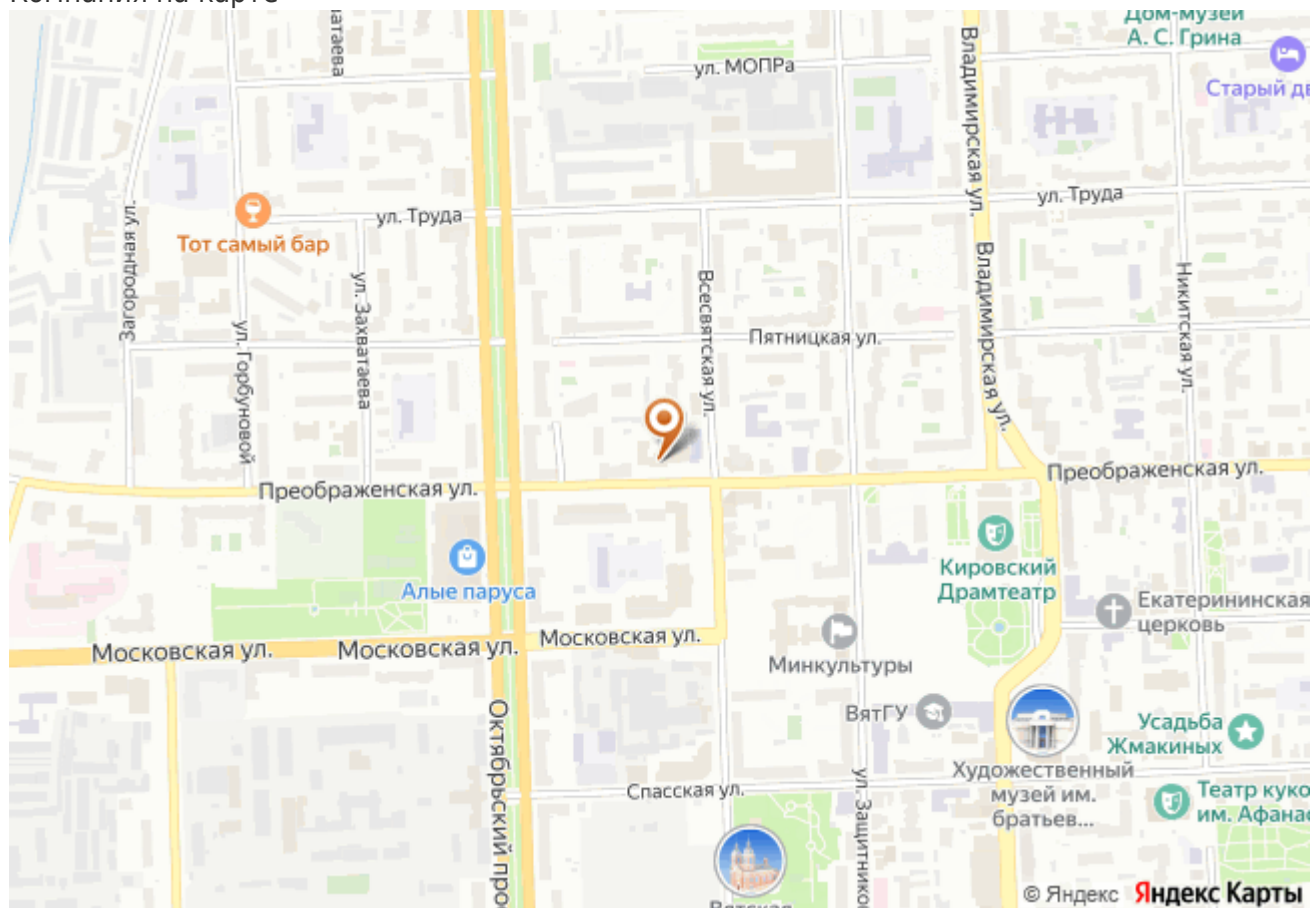 Компания на карте
Дом-музей
А. С. Грина
ул. МОПРа
Владимирская ул.
Старый
ул. Труда
ул. Труда
Тот самый бар
Загородная ул.
ул. Захватаева
ул. Горбуновой
Всесвятская ул.
Пятницкая ул.
Владимирская ул.
Никитская ул.
Преображенская ул.
Преображенская ул.
Кировский
Драмтеатр
Алые паруса
Екатерининская
церковь
Московская ул.
Московская ул.
Московская ул.
Минкультуры
ВятГУ
Октябрьский про
Усадьба
Жмакиных
Художественный
музей им.
братьев...
Спасская ул.
ул. Защитнико
Театр куко
им. Афанас
© Яндекс Яндекс Карты